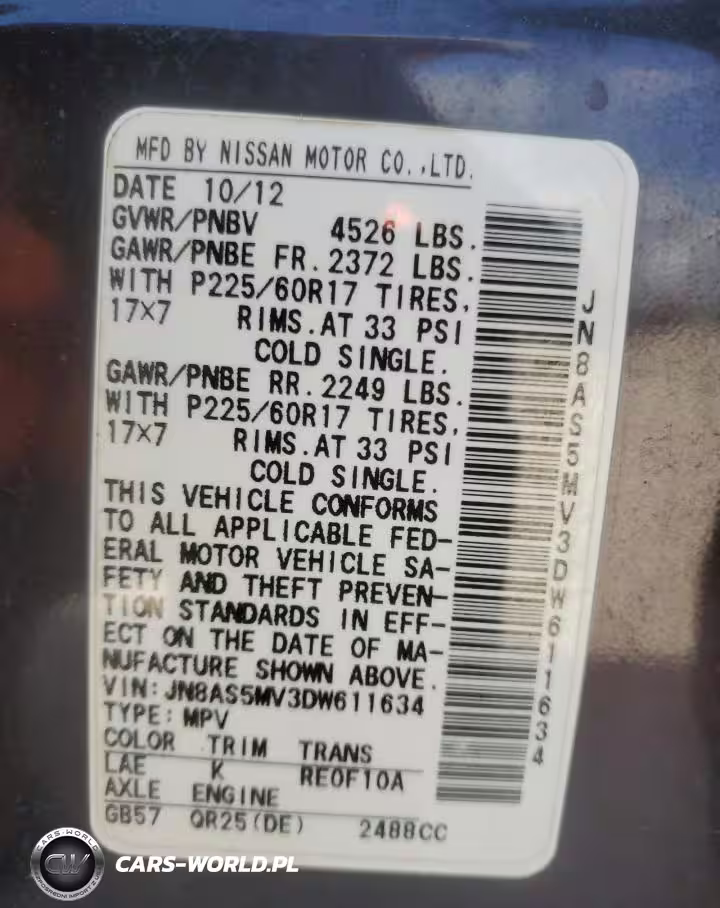 MFD BY NISSAN MOTOR CO.,LTD.
DATE 10/12
GVWR/PNBV 4526 LBS.
GAWR/PNBE FR. 2372 LBS.
WITH P225/60R17 TIRES,
17×7 RIMS.AT 33 PSI
COLD SINGLE.
GAWR/PNBE RR. 2249 LBS.
WITH P225/60R17 TIRES,
17×7 RIMS.AT 33 PSI
COLD SINGLE.
THIS VEHICLE CONFORMS
TO ALL APPLICABLE FED-
ERAL MOTOR VEHICLE SA-
FETY AND THEFT PREVEN-
TION STANDARDS IN EFF-
ECT ON THE DATE OF MA-
NUFACTURE SHOWN ABOVE.
VIN: JN8AS5MV3DW611634
TYPE: MPV
COLOR TRIM TRANS
LAE K RE0F10A
AXLE ENGINE
GB57 QR25(DE) 2488CC
JN8AS5MV3DW611634
CARS-WORLD
CW
CARS-WORLD.PL